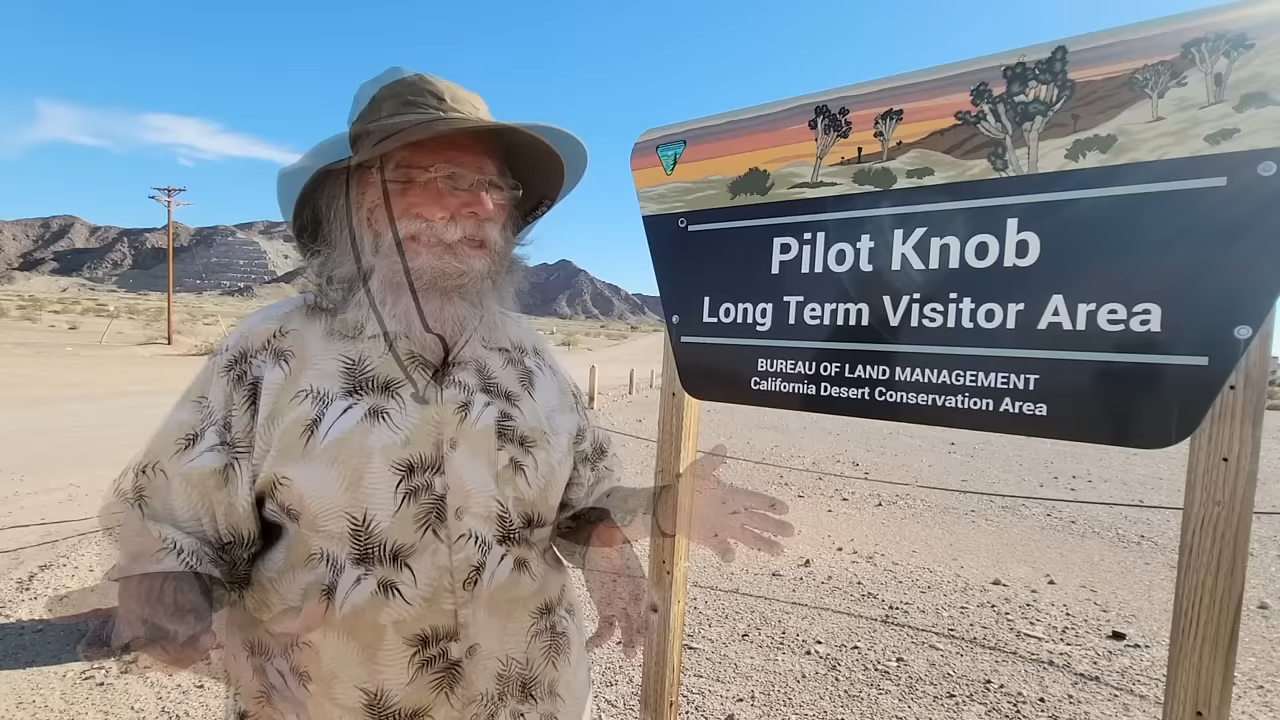 Pilot Knob
Long Term Visitor Area
BUREAU OF LAND MANAGEMENT
California Desert Conservation Area